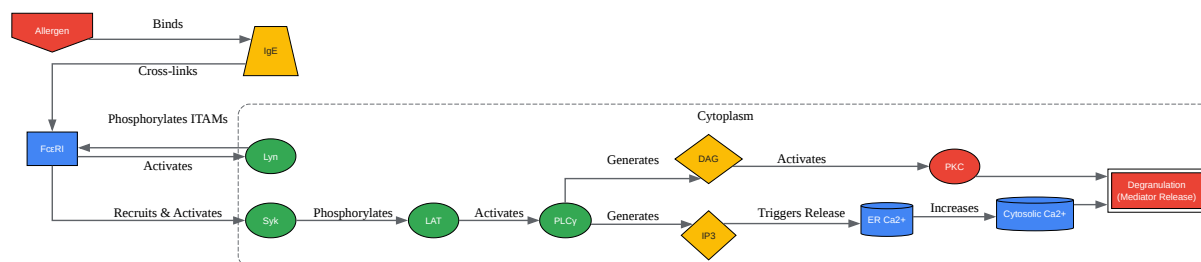 Allergen
Binds
IgE
Cross-links
Cytoplasm
Phosphorylates ITAMs
FcεRI
Lyn
Activates
Generates
DAG
Activates
PKC
Recruits & Activates
Syk
Phosphorylates
LAT
Activates
PLCγ
Generates
IP3
Triggers Release
ER Ca2+
Increases
Cytosolic Ca2+
Degranulation
(Mediator Release)